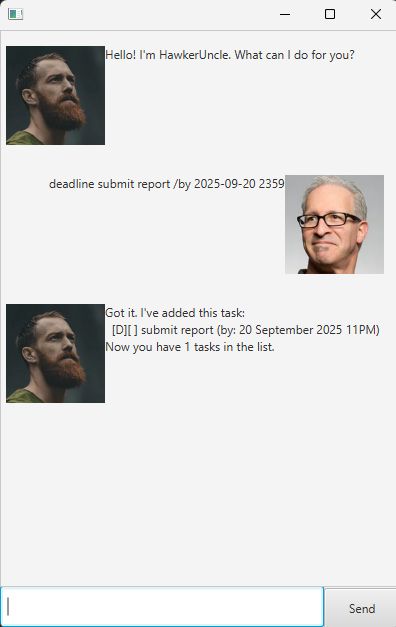 Hello! I'm HawkerUncle. What can I do for you?
deadline submit report /by 2025-09-20 2359
Got it. I've added this task:
[D][ ] submit report (by: 20 September 2025 11PM)
Now you have 1 tasks in the list.
Send